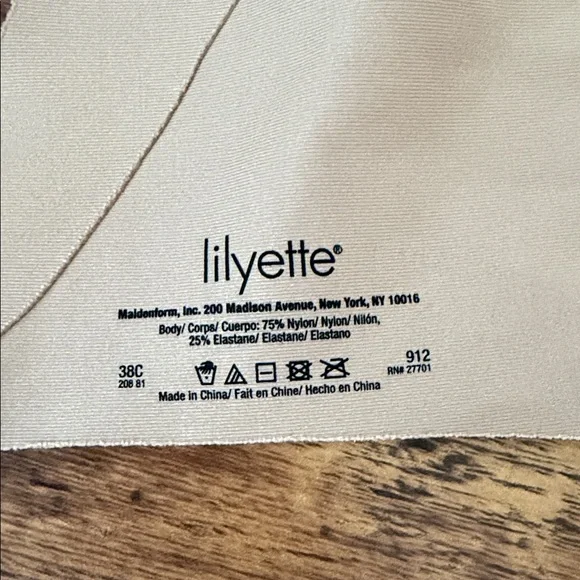 lilyette®
Maidenform, Inc. 200 Madison Avenue, New York, NY 10016
Body/ Corps/ Cuerpo: 75% Nylon/ Nylon/ Nilón,
25% Elastane/ Elastane/ Elastano
38C
208 81
912
RN# 27701
Made in China/ Fait en Chine/ Hecho en China